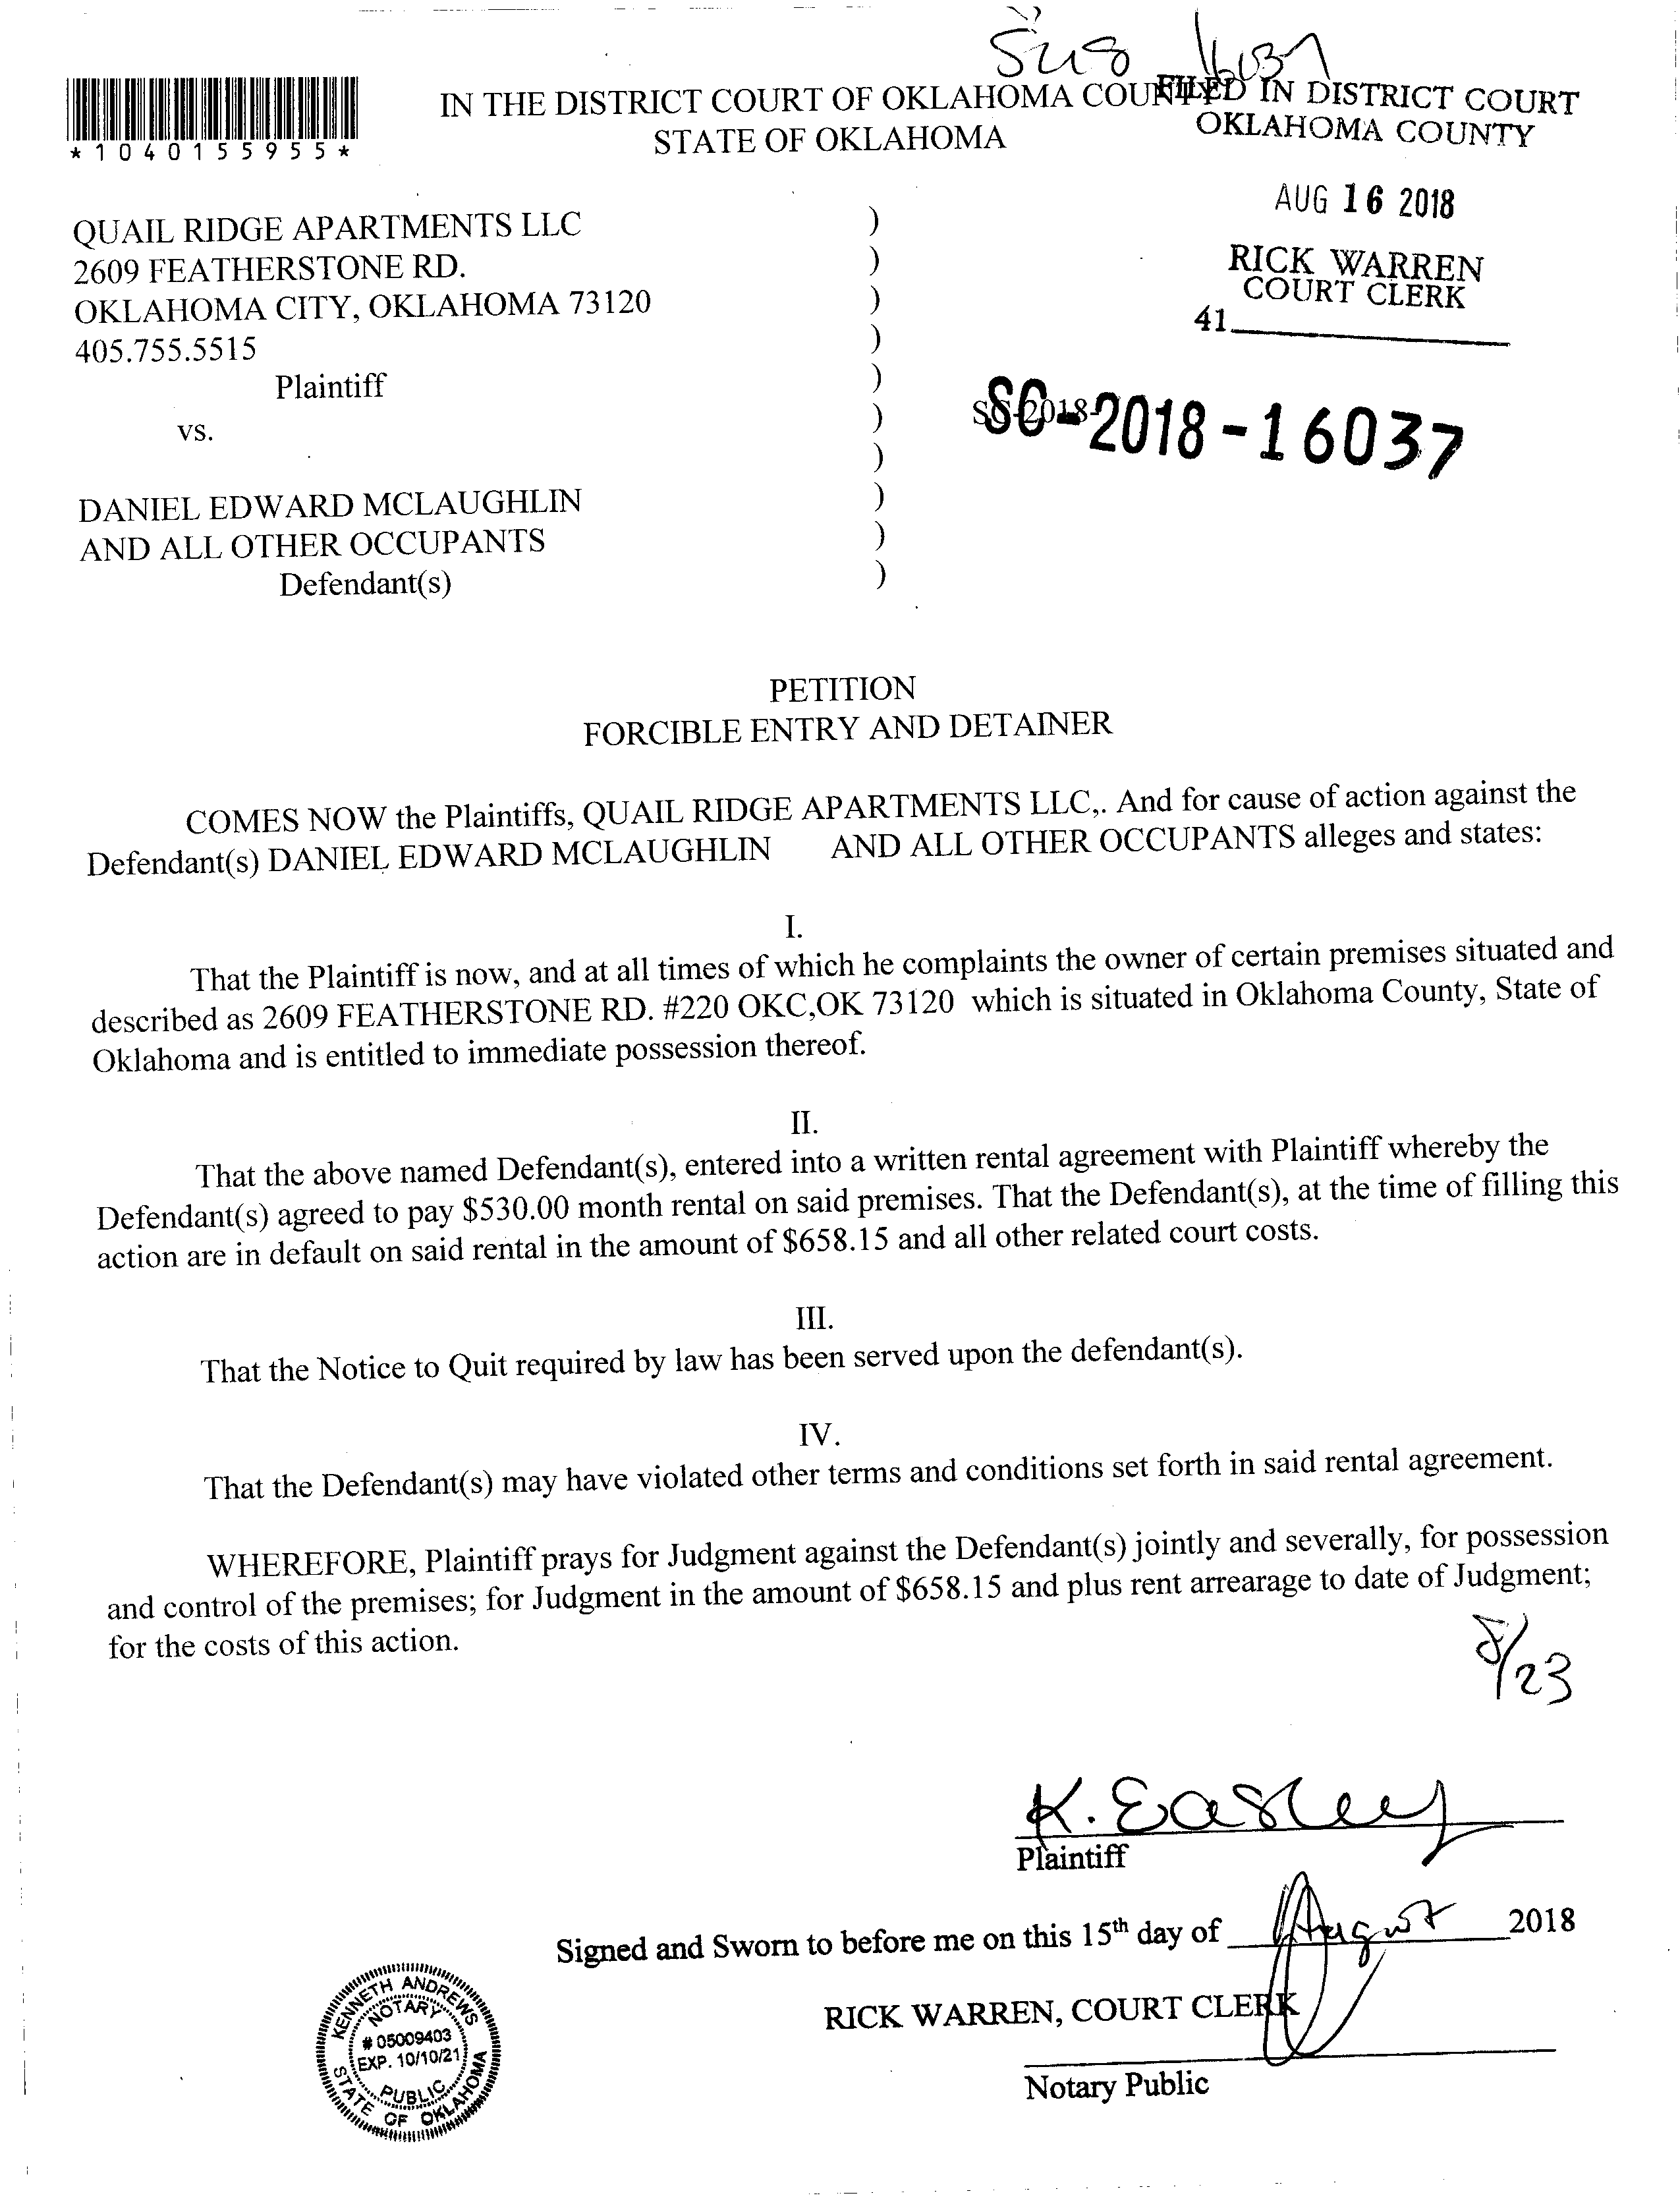 IN THE DISTRICT COURT OF OKLAHOMA COUNTY
STATE OF OKLAHOMA
FILED IN DISTRICT COURT
OKLAHOMA COUNTY
*1040155955*
AUG 16 2018
RICK WARREN
COURT CLERK
41
QUAIL RIDGE APARTMENTS LLC )
2609 FEATHERSTONE RD. )
OKLAHOMA CITY, OKLAHOMA 73120 )
405.755.5515 )
Plaintiff )
vs. )
)
DANIEL EDWARD MCLAUGHLIN )
AND ALL OTHER OCCUPANTS )
Defendant(s) )
SC-2018-
SC-2018-16037
PETITION
FORCIBLE ENTRY AND DETAINER
COMES NOW the Plaintiffs, QUAIL RIDGE APARTMENTS LLC,. And for cause of action against the
Defendant(s) DANIEL EDWARD MCLAUGHLIN AND ALL OTHER OCCUPANTS alleges and states:
I.
That the Plaintiff is now, and at all times of which he complaints the owner of certain premises situated and
described as 2609 FEATHERSTONE RD. #220 OKC,OK 73120 which is situated in Oklahoma County, State of
Oklahoma and is entitled to immediate possession thereof.
II.
That the above named Defendant(s), entered into a written rental agreement with Plaintiff whereby the
Defendant(s) agreed to pay $530.00 month rental on said premises. That the Defendant(s), at the time of filling this
action are in default on said rental in the amount of $658.15 and all other related court costs.
III.
That the Notice to Quit required by law has been served upon the defendant(s).
IV.
That the Defendant(s) may have violated other terms and conditions set forth in said rental agreement.
WHEREFORE, Plaintiff prays for Judgment against the Defendant(s) jointly and severally, for possession
and control of the premises; for Judgment in the amount of $658.15 and plus rent arrearage to date of Judgment;
for the costs of this action.
8/23
K. Easley
Plaintiff
Signed and Sworn to before me on this 15th day of August 2018
RICK WARREN, COURT CLERK
Notary Public
KENNETH ANDREWS
NOTARY
# 05009403
EXP. 10/10/21
PUBLIC
STATE OF OKLAHOMA